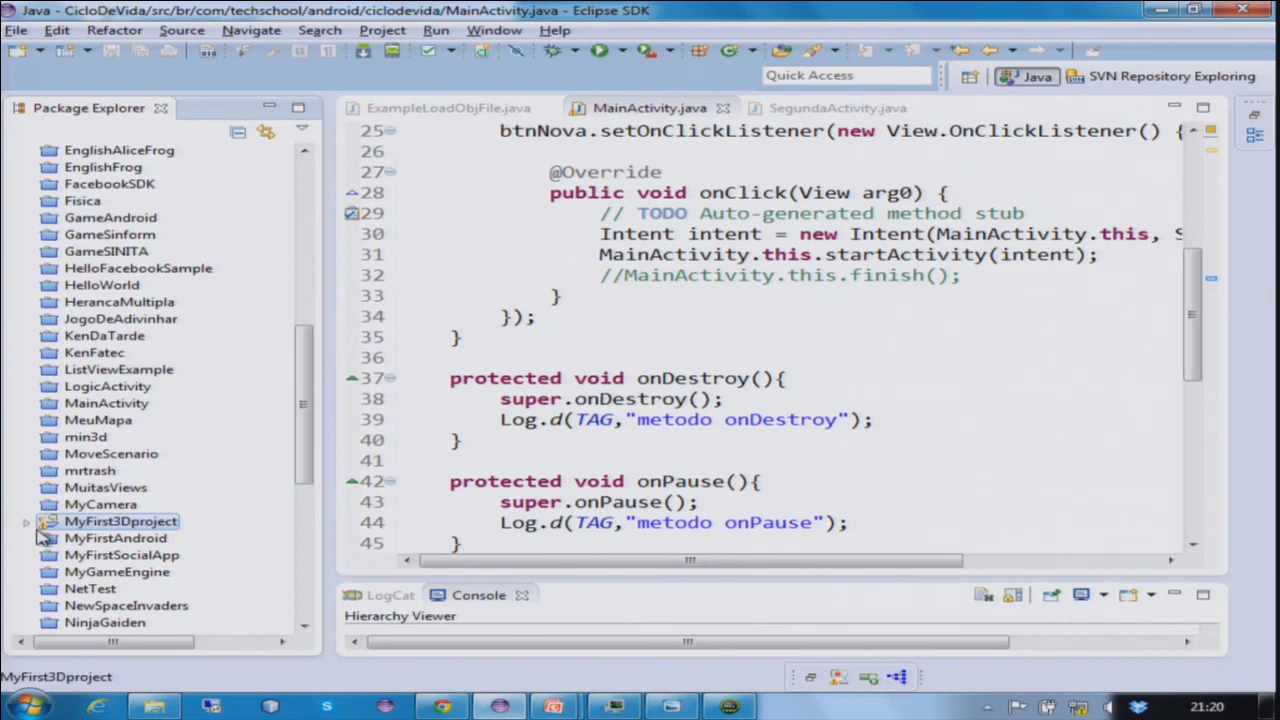 Java - CicloDeVida/src/br/com/techschool/android/ciclodevida/MainActivity.java - Eclipse SDK
File Edit Refactor Source Navigate Search Project Run Window Help
Quick Access
Java
SVN Repository Exploring
Package Explorer
EnglishAliceFrog
EnglishFrog
FacebookSDK
Fisica
GameAndroid
GameSinform
GameSINITA
HelloFacebookSample
HelloWorld
HerancaMultipla
JogoDeAdivinhar
KenDaTarde
KenFatec
ListViewExample
LogicActivity
MainActivity
MeuMapa
min3d
MoveScenario
mrtrash
MuitasViews
MyCamera
MyFirst3Dproject
MyFirstAndroid
MyFirstSocialApp
MyGameEngine
NetTest
NewSpaceInvaders
NinjaGaiden
ExampleLoadObjFile.java MainActivity.java SegundaActivity.java
25 btnNova.setOnClickListener(new View.OnClickListener() {
26
27 @Override
28 public void onClick(View arg0) {
29 // TODO Auto-generated method stub
30 Intent intent = new Intent(MainActivity.this, S
31 MainActivity.this.startActivity(intent);
32 //MainActivity.this.finish();
33 }
34 });
35 }
36
37 protected void onDestroy(){
38 super.onDestroy();
39 Log.d(TAG,"metodo onDestroy");
40 }
41
42 protected void onPause(){
43 super.onPause();
44 Log.d(TAG,"metodo onPause");
45 }
LogCat Console
Hierarchy Viewer
MyFirst3Dproject
21:20